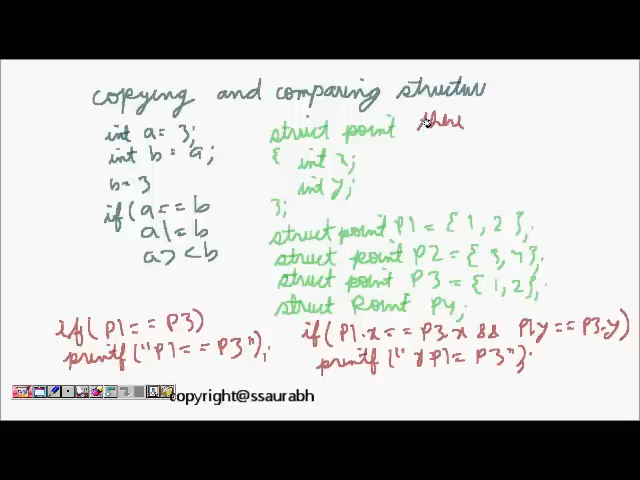 copying and comparing structur
there
int a = 3;
int b = a;
b = 3
if( a == b
a != b
a > < b
struct point
{ int x;
int y;
};
struct point P1 = { 1, 2 };
struct point P2 = { 3, 4 };
struct point P3 = { 1, 2 };
struct Point P4;
if( P1 == P3)
printf ("P1 == P3");
if( P1.x == P3.x && P1.y == P3.y)
printf (" P1 = P3");
copyright@ssaurabh